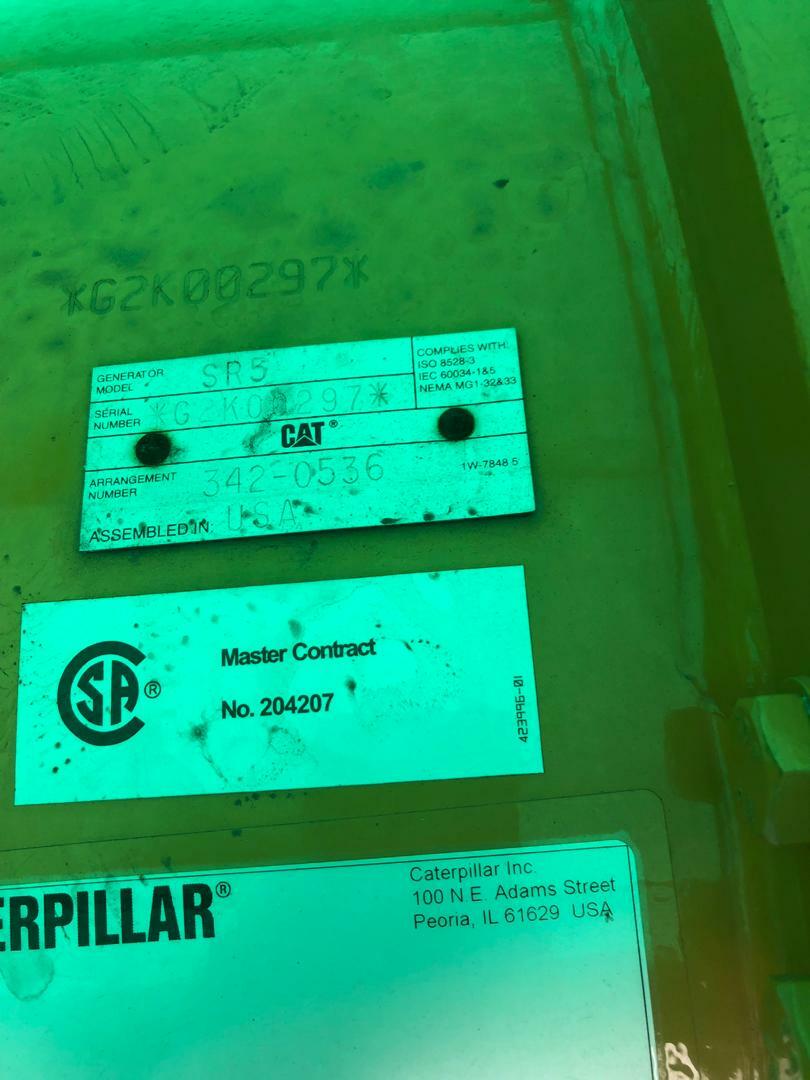 *G2K00297*
GENERATOR MODEL SR5
COMPLIES WITH:
ISO 8528-3
IEC 60034-1&5
NEMA MG1-32&33
SERIAL NUMBER *G2K00297*
CAT®
ARRANGEMENT NUMBER 342-0536
1W-7848 5
ASSEMBLED IN: USA
CSA®
Master Contract
No. 204207
423996-01
ERPILLAR®
Caterpillar Inc.
100 N.E. Adams Street
Peoria, IL 61629 USA